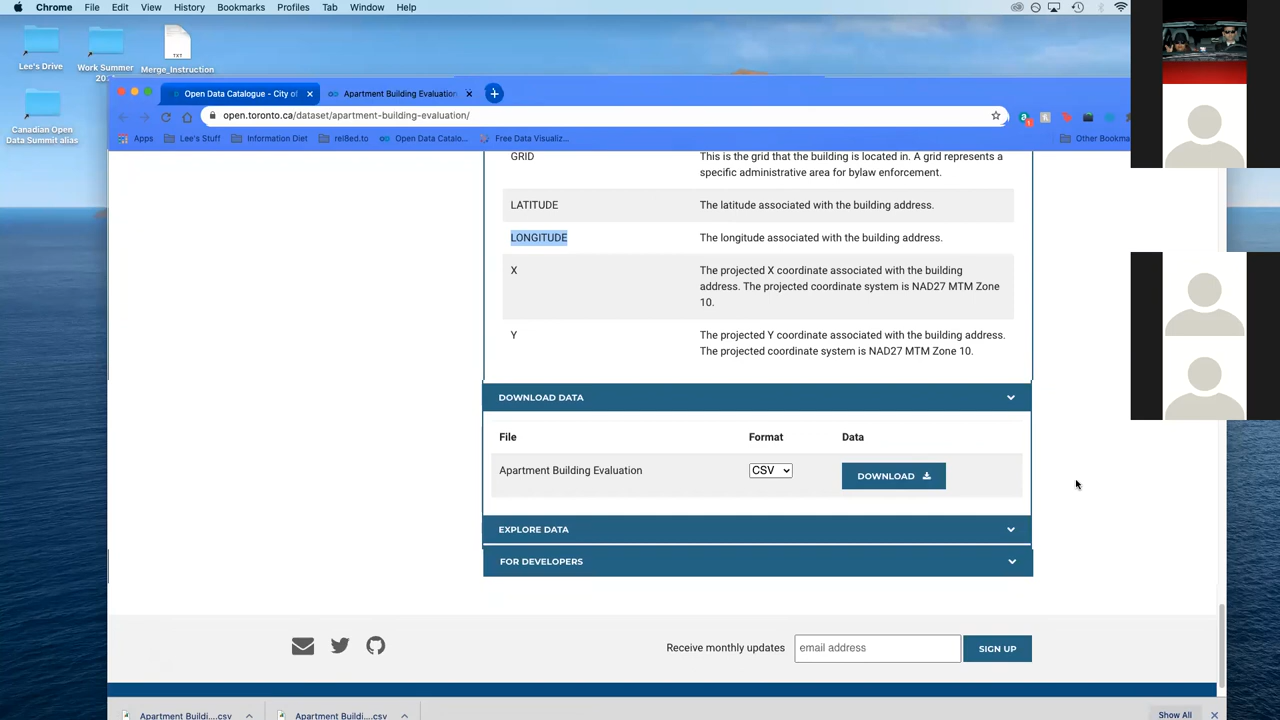 Chrome File Edit View History Bookmarks Profiles Tab Window Help
Lee's Drive
Work Summer
20
TXT
Merge_Instruction
Canadian Open
Data Summit alias
Open Data Catalogue - City of
Apartment Building Evaluation
open.toronto.ca/dataset/apartment-building-evaluation/
Apps Lee's Stuff Information Diet rel8ed.to Open Data Catalo... Free Data Visualiz... Other Bookma
GRID This is the grid that the building is located in. A grid represents a
specific administrative area for bylaw enforcement.
LATITUDE The latitude associated with the building address.
LONGITUDE The longitude associated with the building address.
X The projected X coordinate associated with the building
address. The projected coordinate system is NAD27 MTM Zone
10.
Y The projected Y coordinate associated with the building address.
The projected coordinate system is NAD27 MTM Zone 10.
DOWNLOAD DATA
File Format Data
Apartment Building Evaluation CSV DOWNLOAD
EXPLORE DATA
FOR DEVELOPERS
Receive monthly updates email address SIGN UP
Apartment Buildi....csv Apartment Buildi....csv Show All